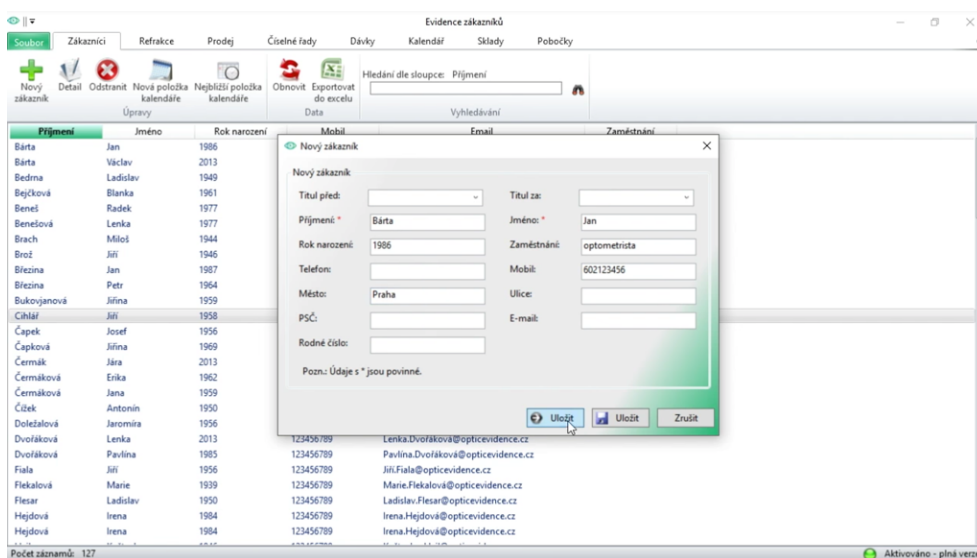 Evidence zákazníků
Soubor Zákazníci Refrakce Prodej Číselné řady Dávky Kalendář Sklady Pobočky
Nový zákazník Detail Odstranit Nová položka kalendáře Nejbližší položka kalendáře Obnovit Exportovat do excelu Hledání dle sloupce: Příjmení
Úpravy Data Vyhledávání
Příjmení Jméno Rok narození Mobil Email Zaměstnání
Bárta Jan 1986
Bárta Václav 2013
Bedrna Ladislav 1949
Bejčková Blanka 1961
Beneš Radek 1977
Benešová Lenka 1977
Brach Miloš 1944
Brož Jiří 1946
Březina Jan 1987
Březina Petr 1964
Bukovjanová Jiřina 1959
Cihlář Jiří 1958
Čapek Josef 1956
Čapková Jiřina 1969
Čermák Jára 2013
Čermáková Erika 1962
Čermáková Jana 1959
Čížek Antonín 1950
Doležalová Jaromíra 1956
Dvořáková Lenka 2013 123456789 Lenka.Dvořáková@opticevidence.cz
Dvořáková Pavlína 1985 123456789 Pavlína.Dvořáková@opticevidence.cz
Fiala Jiří 1956 123456789 Jiří.Fiala@opticevidence.cz
Flekalová Marie 1939 123456789 Marie.Flekalová@opticevidence.cz
Flesar Ladislav 1950 123456789 Ladislav.Flesar@opticevidence.cz
Hejdová Irena 1984 123456789 Irena.Hejdová@opticevidence.cz
Hejdová Irena 1984 123456789 Irena.Hejdová@opticevidence.cz
Nový zákazník
Nový zákazník
Titul před: Titul za:
Příjmení: * Bárta Jméno: * Jan
Rok narození: 1986 Zaměstnání: optometrista
Telefon: Mobil: 602123456
Město: Praha Ulice:
PSČ: E-mail:
Rodné číslo:
Pozn.: Údaje s * jsou povinné.
Uložit Uložit Zrušit
Počet záznamů: 127 Aktivováno - plná verz